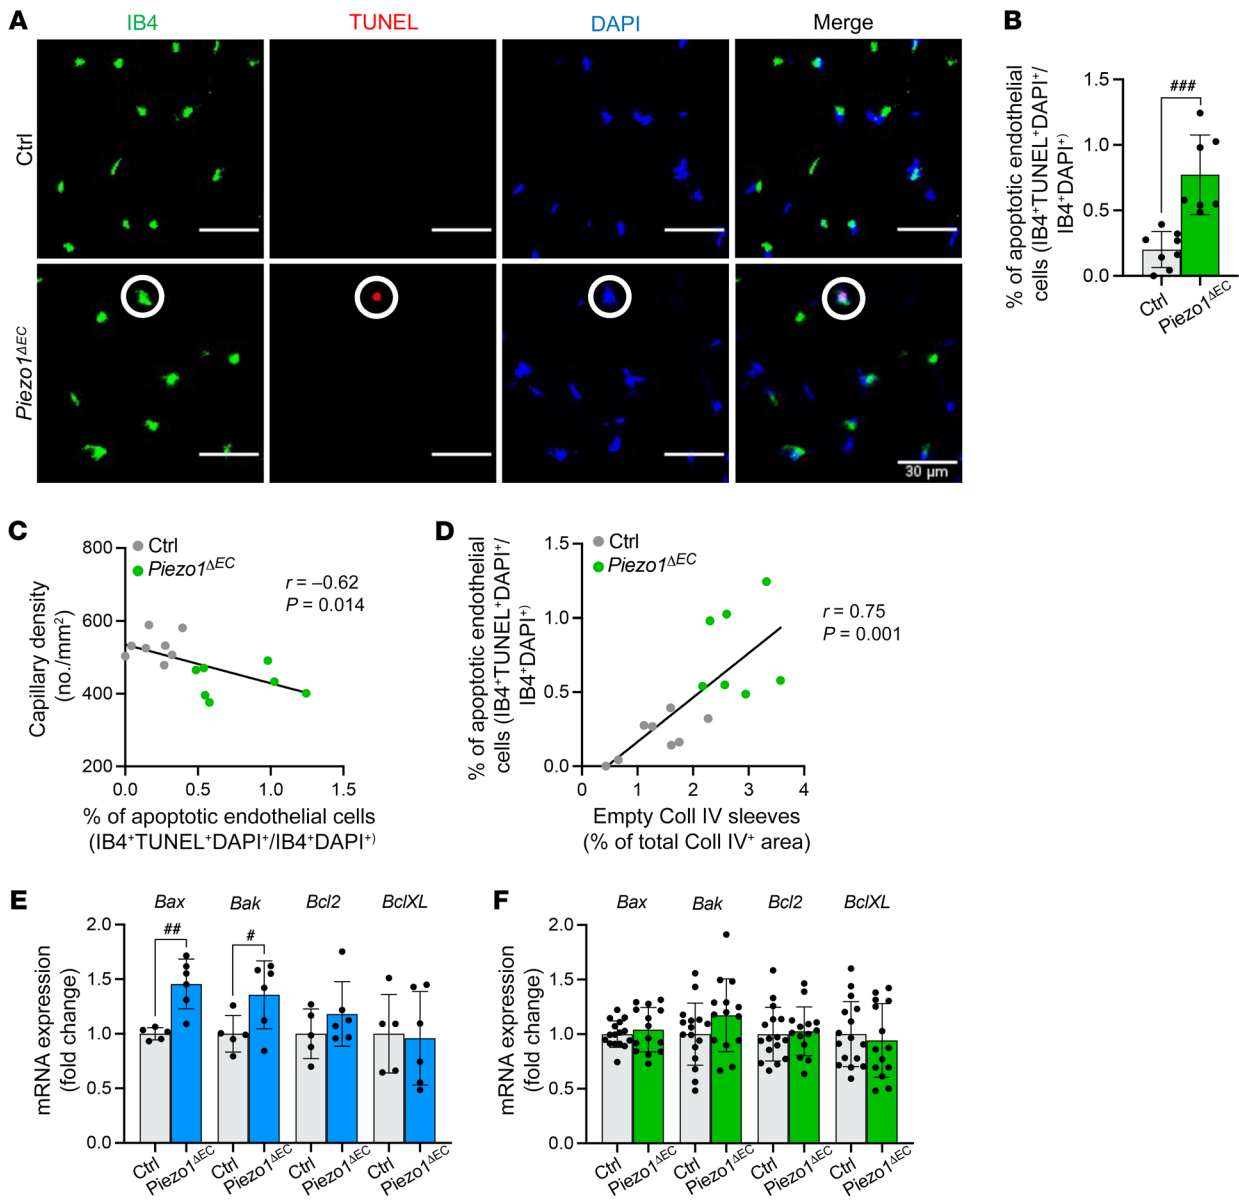 A
IB4
TUNEL
DAPI
Merge
Ctrl
Piezo1ΔEC
30 µm
B
% of apoptotic endothelial
cells (IB4+TUNEL+DAPI+/
IB4+DAPI+)
1.5
1.0
0.5
0.0
###
Ctrl
Piezo1ΔEC
C
Capillary density
(no./mm2)
800
600
400
200
Ctrl
Piezo1ΔEC
r = –0.62
P = 0.014
0.0
0.5
1.0
1.5
% of apoptotic endothelial cells
(IB4+TUNEL+DAPI+/IB4+DAPI+)
D
% of apoptotic endothelial
cells (IB4+TUNEL+DAPI+/
IB4+DAPI+)
1.5
1.0
0.5
0.0
Ctrl
Piezo1ΔEC
r = 0.75
P = 0.001
0
1
2
3
4
Empty Coll IV sleeves
(% of total Coll IV+ area)
E
mRNA expression
(fold change)
2.0
1.5
1.0
0.5
0.0
Bax
Bak
Bcl2
BclXL
##
#
Ctrl
Piezo1ΔEC
Ctrl
Piezo1ΔEC
Ctrl
Piezo1ΔEC
Ctrl
Piezo1ΔEC
F
mRNA expression
(fold change)
2.0
1.5
1.0
0.5
0.0
Bax
Bak
Bcl2
BclXL
Ctrl
Piezo1ΔEC
Ctrl
Piezo1ΔEC
Ctrl
Piezo1ΔEC
Ctrl
Piezo1ΔEC